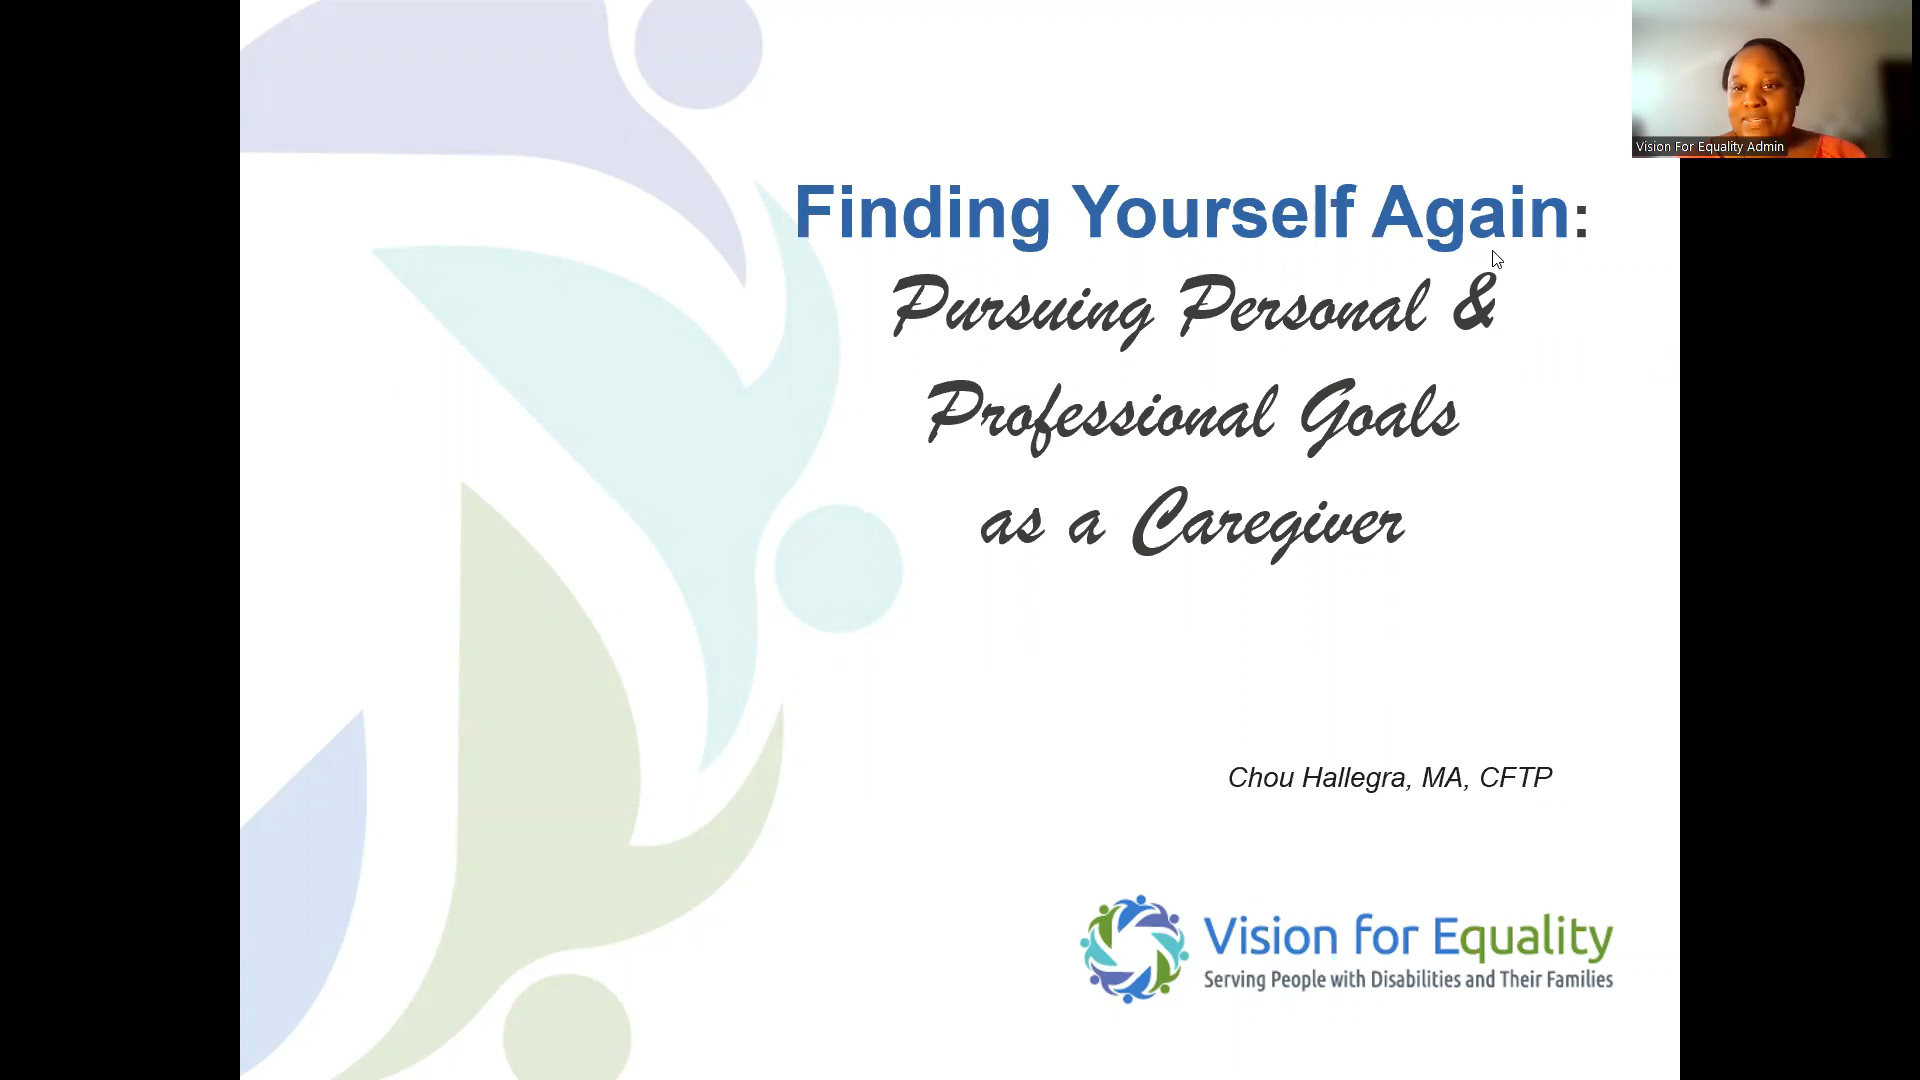 Vision For Equality Admin
Finding Yourself Again:
Pursuing Personal &
Professional Goals
as a Caregiver
Chou Hallegra, MA, CFTP
Vision for Equality
Serving People with Disabilities and Their Families